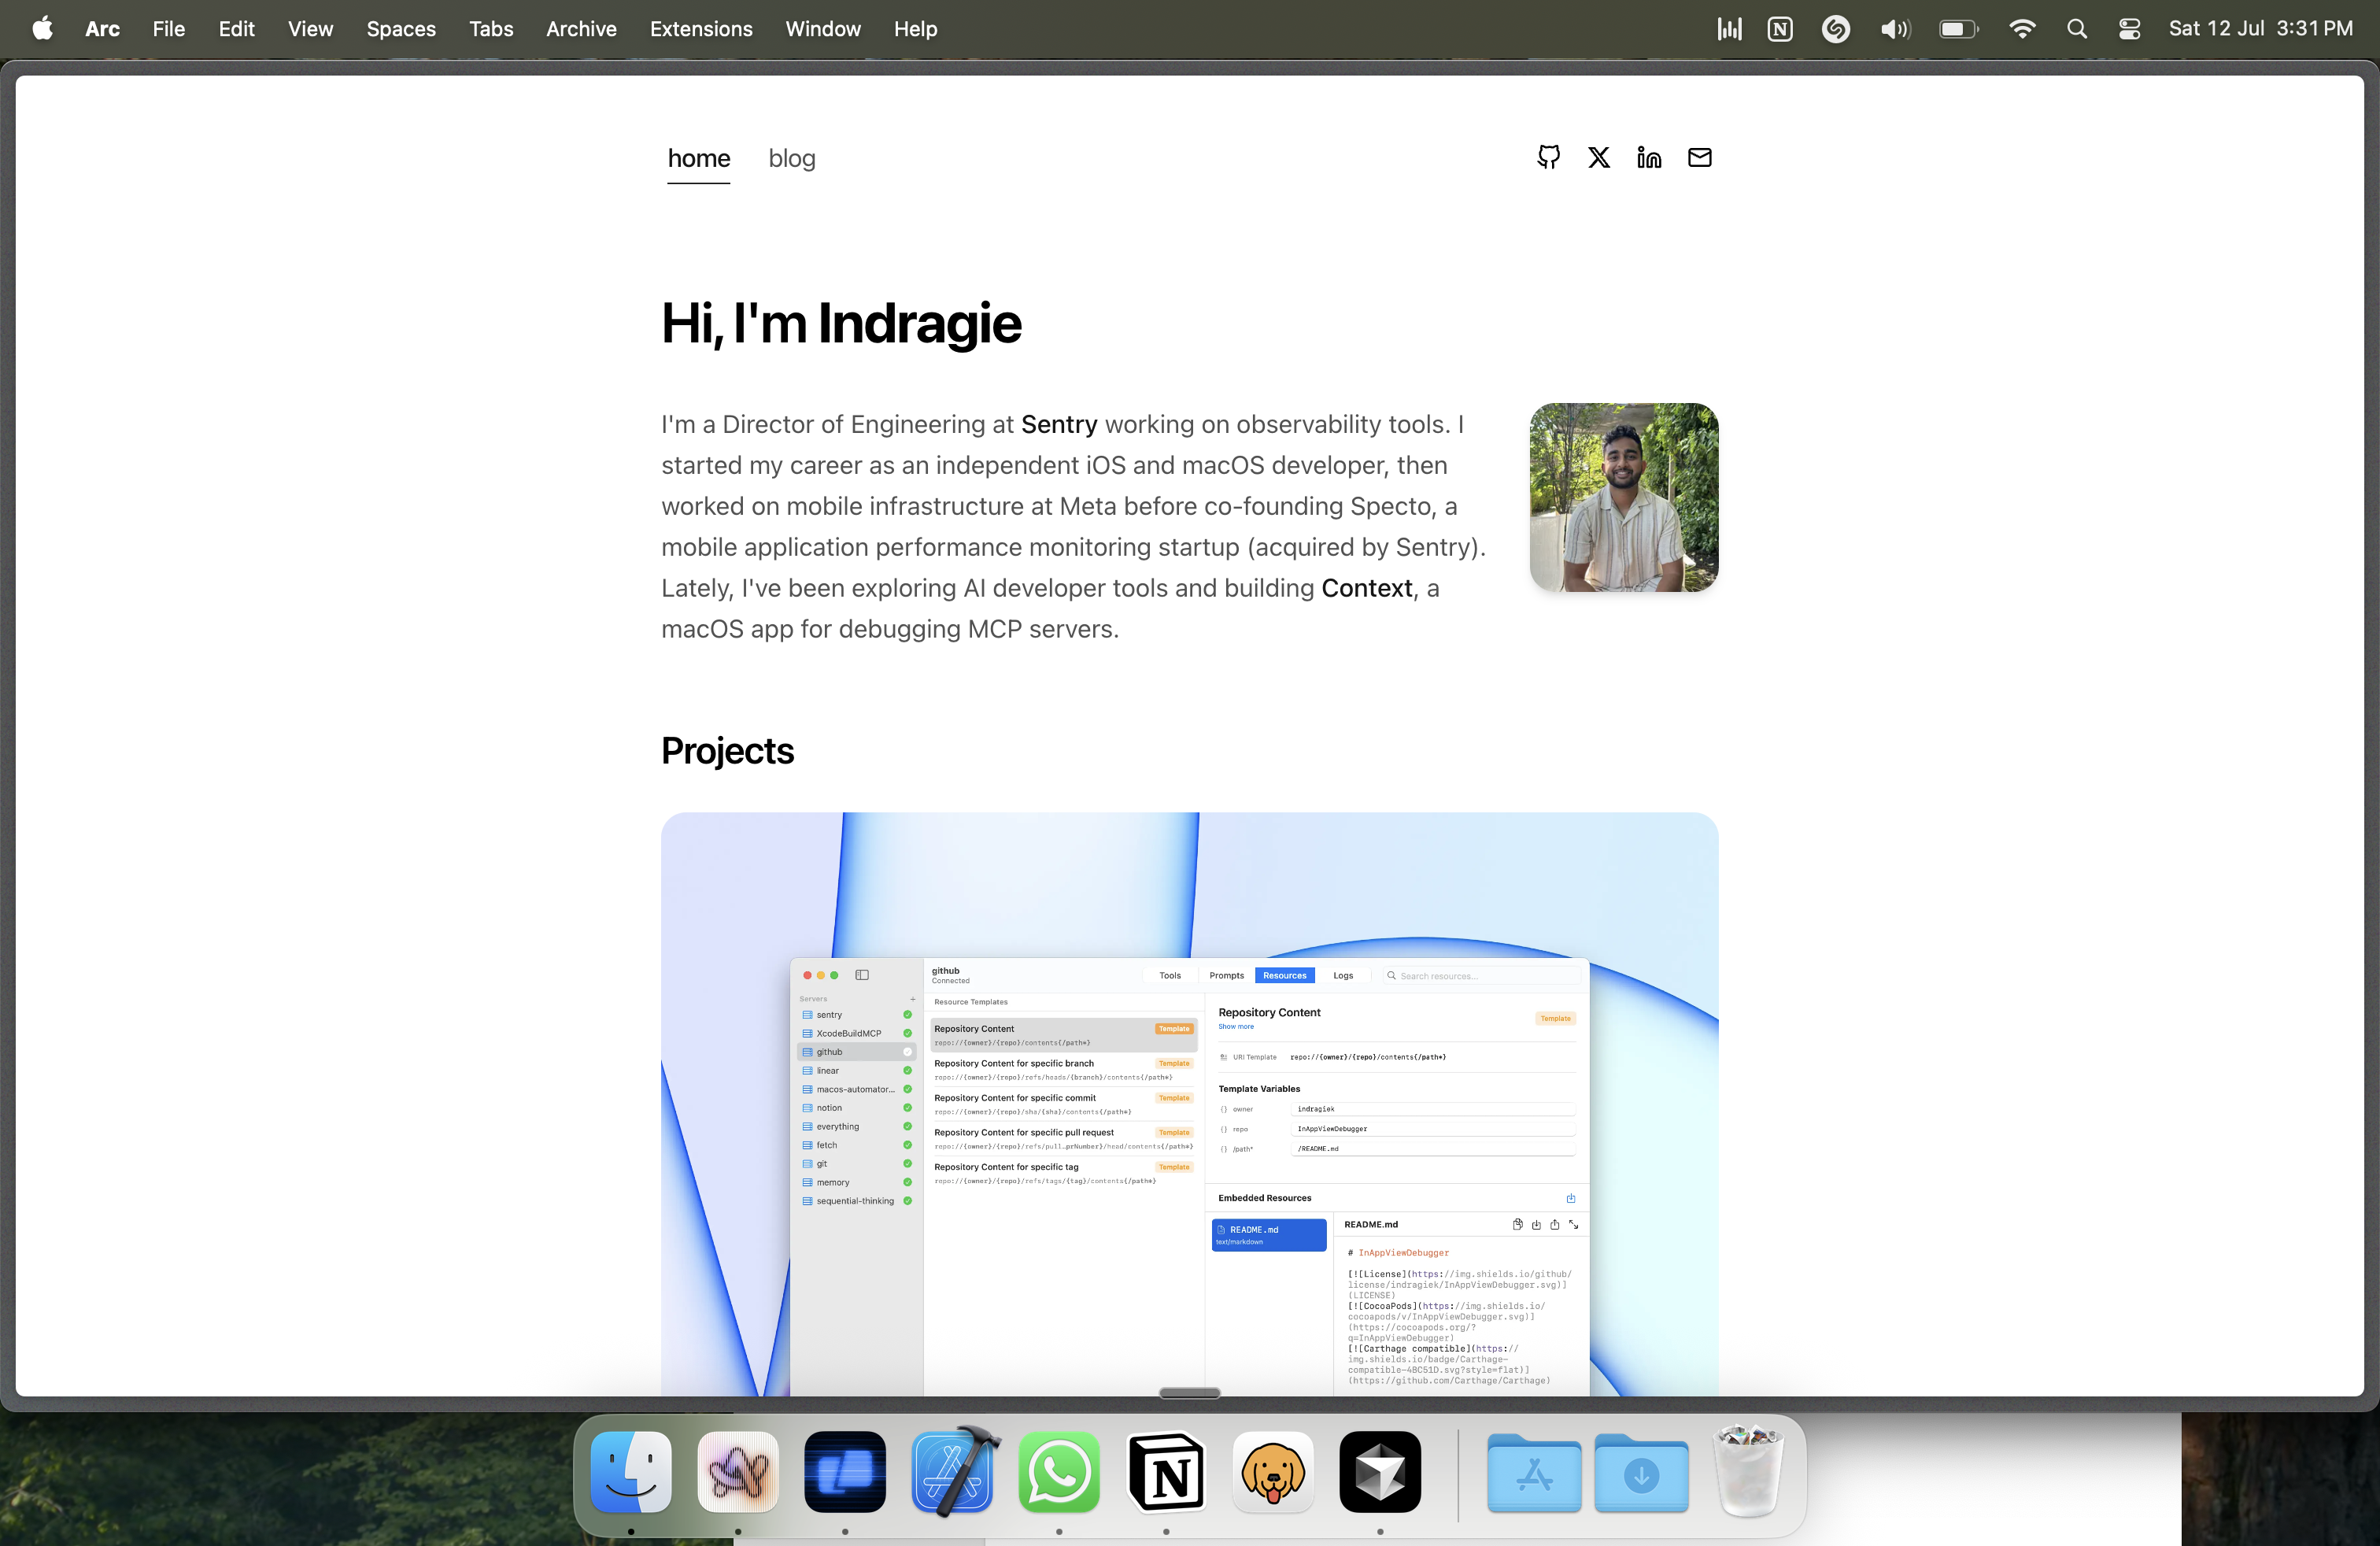 Arc File Edit View Spaces Tabs Archive Extensions Window Help Sat 12 Jul 3:31 PM
home blog
Hi, I'm Indragie
I'm a Director of Engineering at Sentry working on observability tools. I
started my career as an independent iOS and macOS developer, then
worked on mobile infrastructure at Meta before co-founding Specto, a
mobile application performance monitoring startup (acquired by Sentry).
Lately, I've been exploring AI developer tools and building Context, a
macOS app for debugging MCP servers.
Projects
Servers
sentry
XcodeBuildMCP
github
linear
macos-automator...
notion
everything
fetch
git
memory
sequential-thinking
github
Connected
Tools Prompts Resources Logs Search resources...
Resource Templates
Repository Content Template
repo://{owner}/{repo}/contents{/path*}
Repository Content for specific branch Template
repo://{owner}/{repo}/refs/heads/{branch}/contents{/path*}
Repository Content for specific commit Template
repo://{owner}/{repo}/sha/{sha}/contents{/path*}
Repository Content for specific pull request Template
repo://{owner}/{repo}/refs/pull…prNumber}/head/contents{/path*}
Repository Content for specific tag Template
repo://{owner}/{repo}/refs/tags/{tag}/contents{/path*}
Repository Content Template
Show more
URI Template repo://{owner}/{repo}/contents{/path*}
Template Variables
{} owner indragiek
{} repo InAppViewDebugger
{} /path* /README.md
Embedded Resources
README.md
text/markdown
README.md
# InAppViewDebugger
[![License](https://img.shields.io/github/
license/indragiek/InAppViewDebugger.svg)]
(LICENSE)
[![CocoaPods](https://img.shields.io/
cocoapods/v/InAppViewDebugger.svg)]
(https://cocoapods.org/?
q=InAppViewDebugger)
[![Carthage compatible](https://
img.shields.io/badge/Carthage-
compatible-4BC51D.svg?style=flat)]
(https://github.com/Carthage/Carthage)